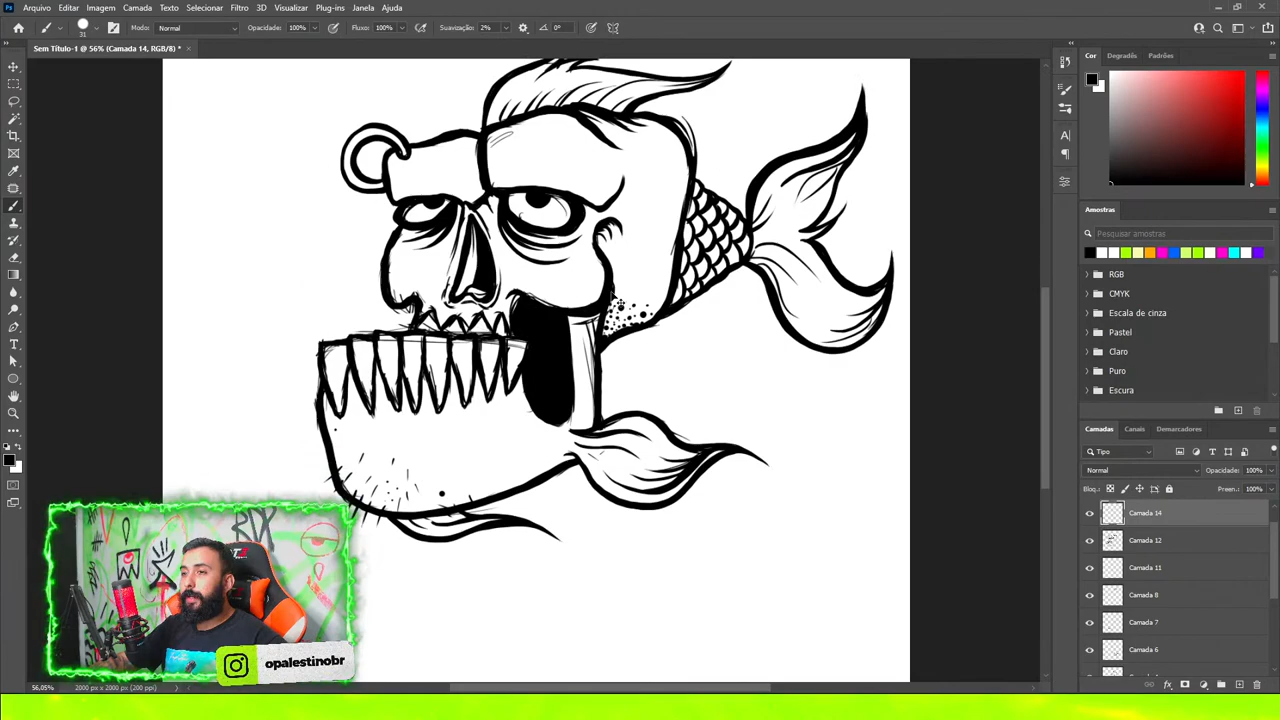 Arquivo Editar Imagem Camada Texto Selecionar Filtro 3D Visualizar Plug-ins Janela Ajuda
31 Modo: Normal Opacidade: 100% Fluxo: 100% Suavização: 2% 0°
Sem Título-1 @ 56% (Camada 14, RGB/8) *
Cor Degradês Padrões
Amostras
Pesquisar amostras
RGB
CMYK
Escala de cinza
Pastel
Claro
Puro
Escura
Camadas Canais Demarcadores
Tipo
Normal Opacidade: 100%
Bloq.: Preen.: 100%
Camada 14
Camada 12
Camada 11
Camada 8
Camada 7
Camada 6
opalestinobr
56,05% 2000 px x 2000 px (200 ppi)